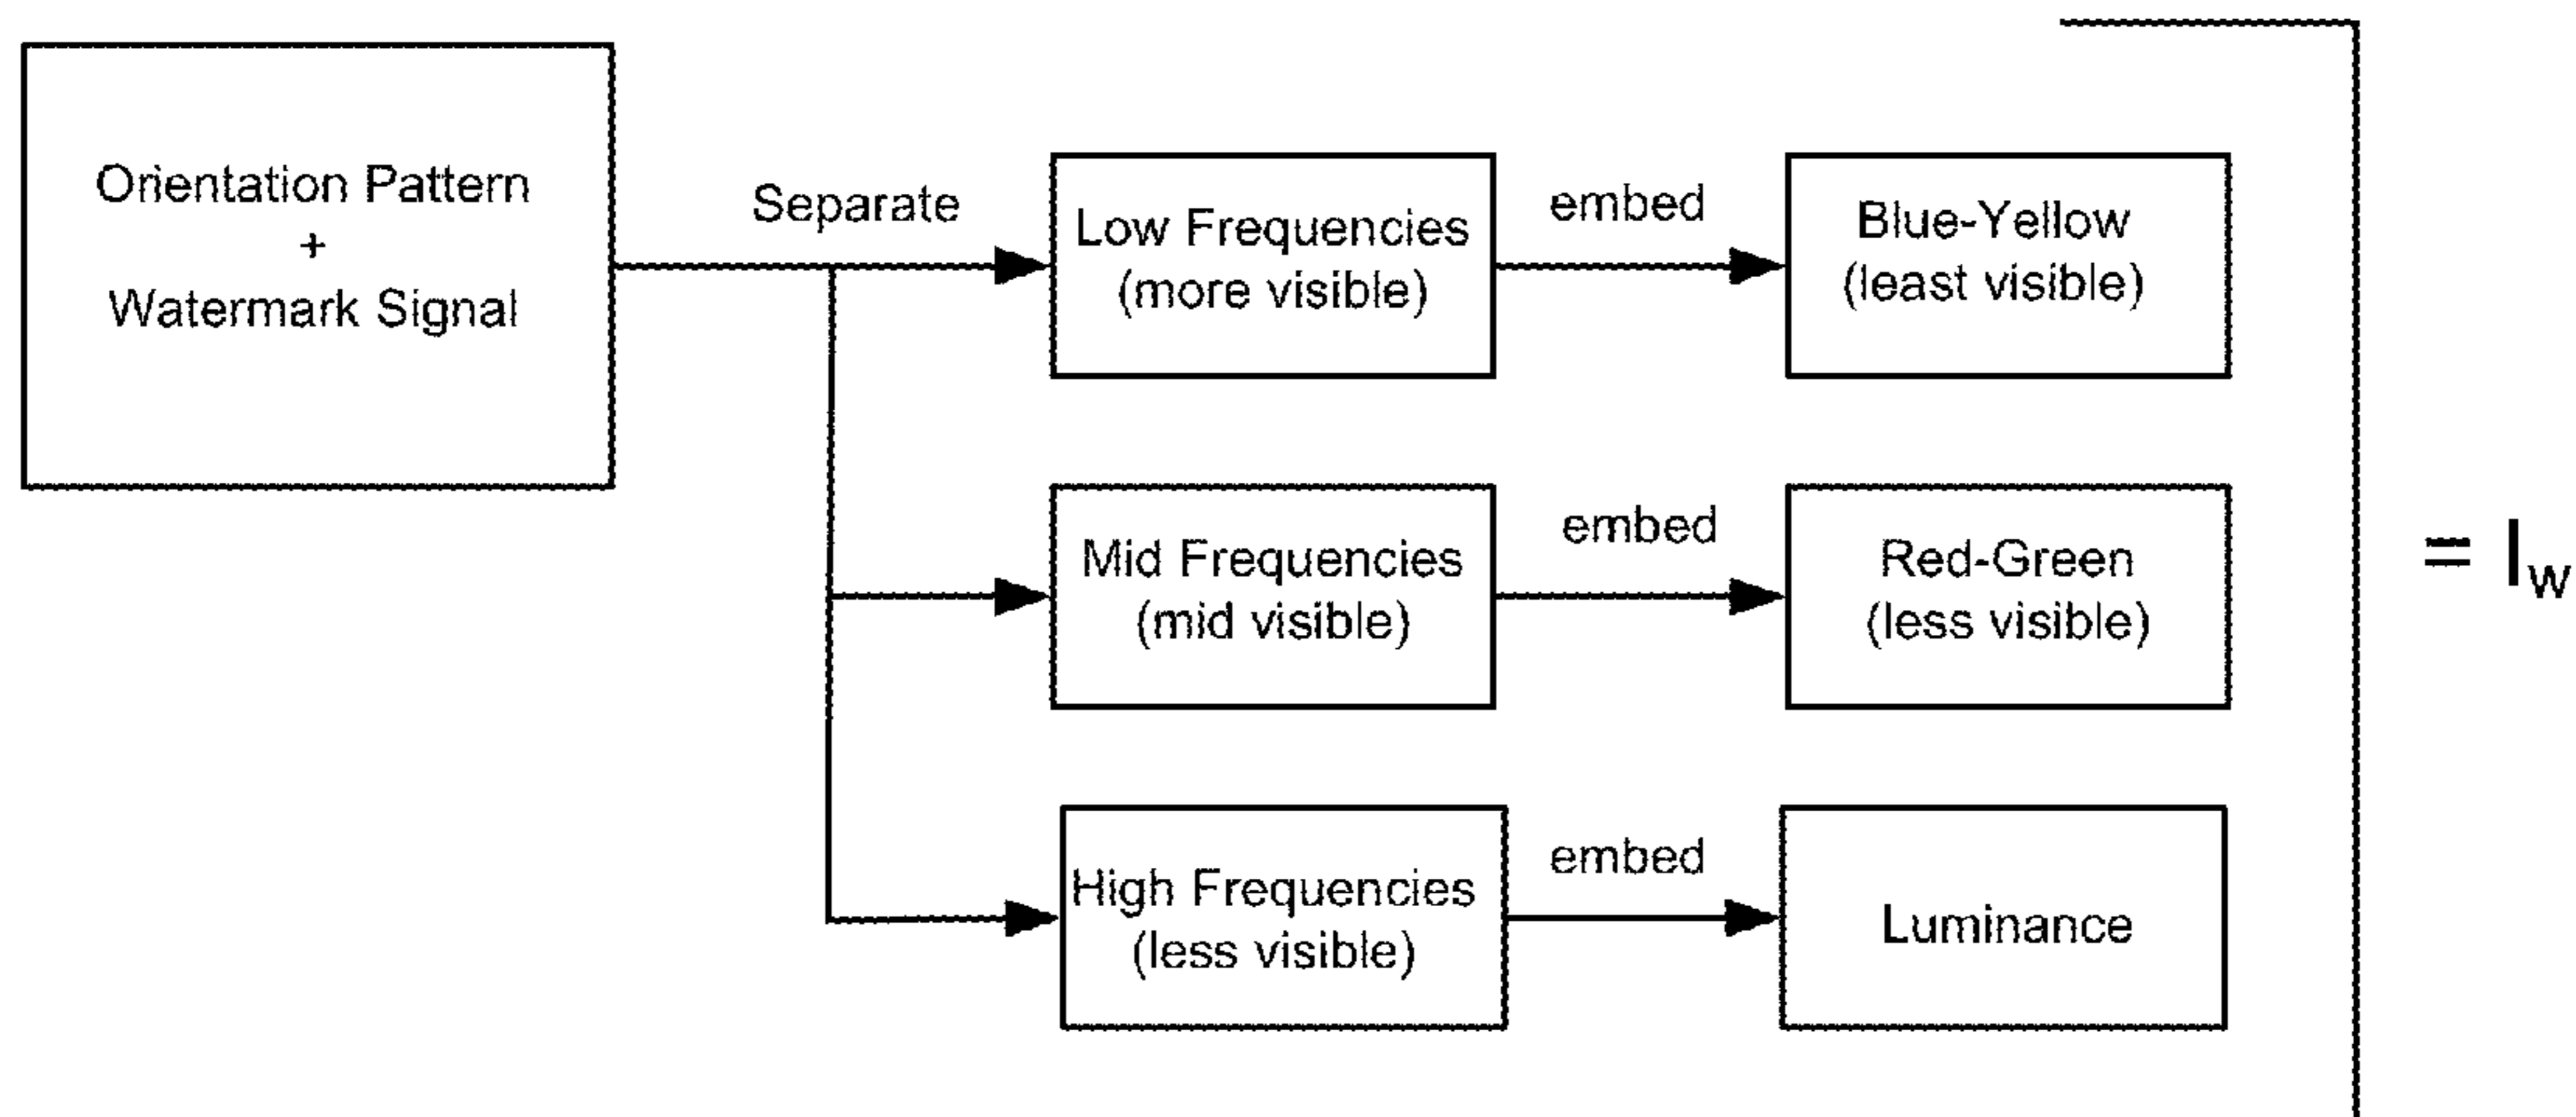 Orientation Pattern
+
Watermark Signal
Separate
Low Frequencies
(more visible)
embed
Blue-Yellow
(least visible)
Mid Frequencies
(mid visible)
embed
Red-Green
(less visible)
High Frequencies
(less visible)
embed
Luminance
= Iw